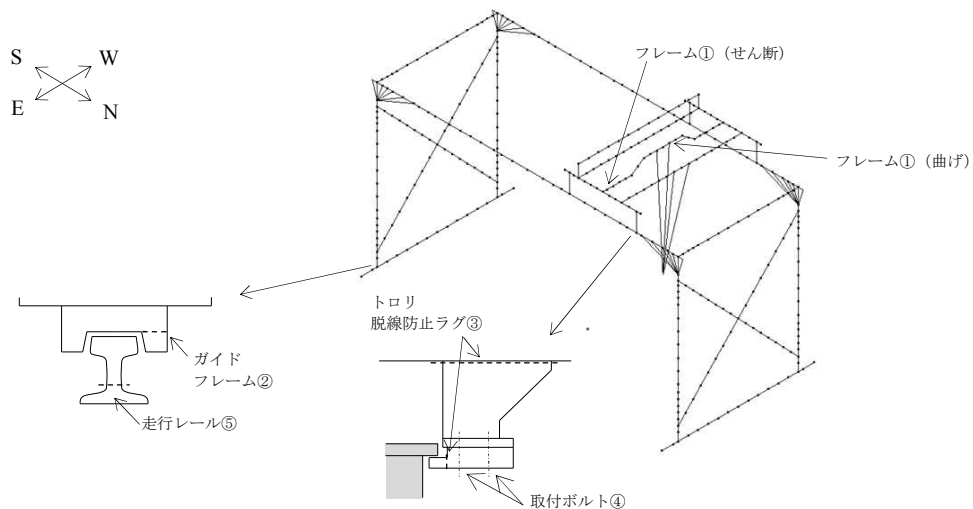 S
W
E
N
フレーム①（せん断）
フレーム①（曲げ）
トロリ
脱線防止ラグ③
ガイド
フレーム②
走行レール⑤
取付ボルト④